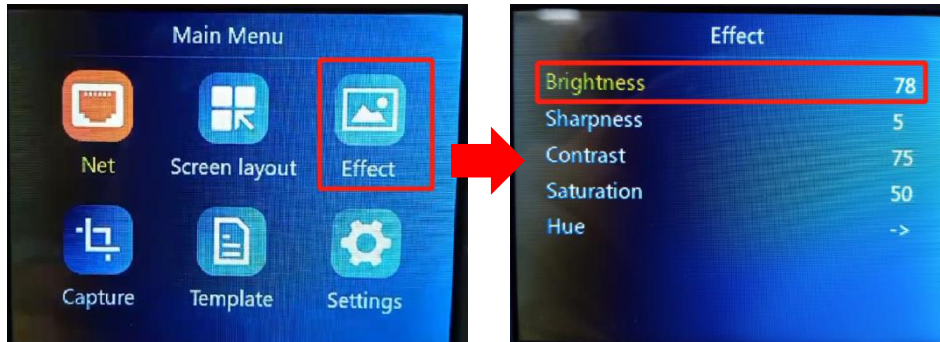 Main Menu
Net
Screen layout
Effect
Capture
Template
Settings
Effect
Brightness 78
Sharpness 5
Contrast 75
Saturation 50
Hue ->